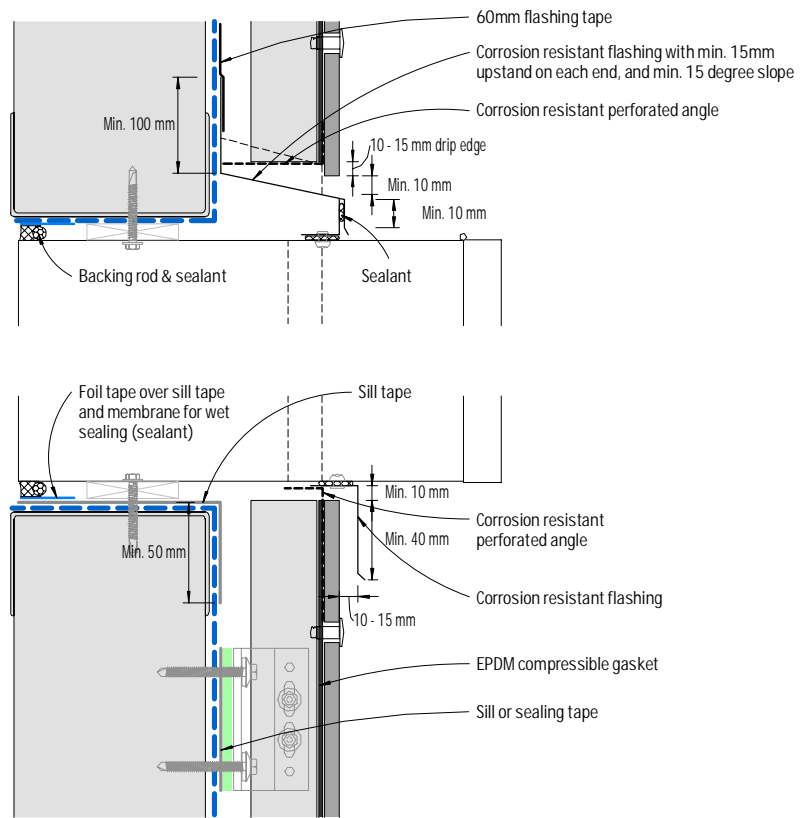 60mm flashing tape
Corrosion resistant flashing with min. 15mm
upstand on each end, and min. 15 degree slope
Corrosion resistant perforated angle
Min. 100 mm
10 - 15 mm drip edge
Min. 10 mm
Min. 10 mm
Backing rod & sealant
Sealant
Foil tape over sill tape
and membrane for wet
sealing (sealant)
Sill tape
Min. 10 mm
Corrosion resistant
perforated angle
Min. 40 mm
Min. 50 mm
Corrosion resistant flashing
10 - 15 mm
EPDM compressible gasket
Sill or sealing tape